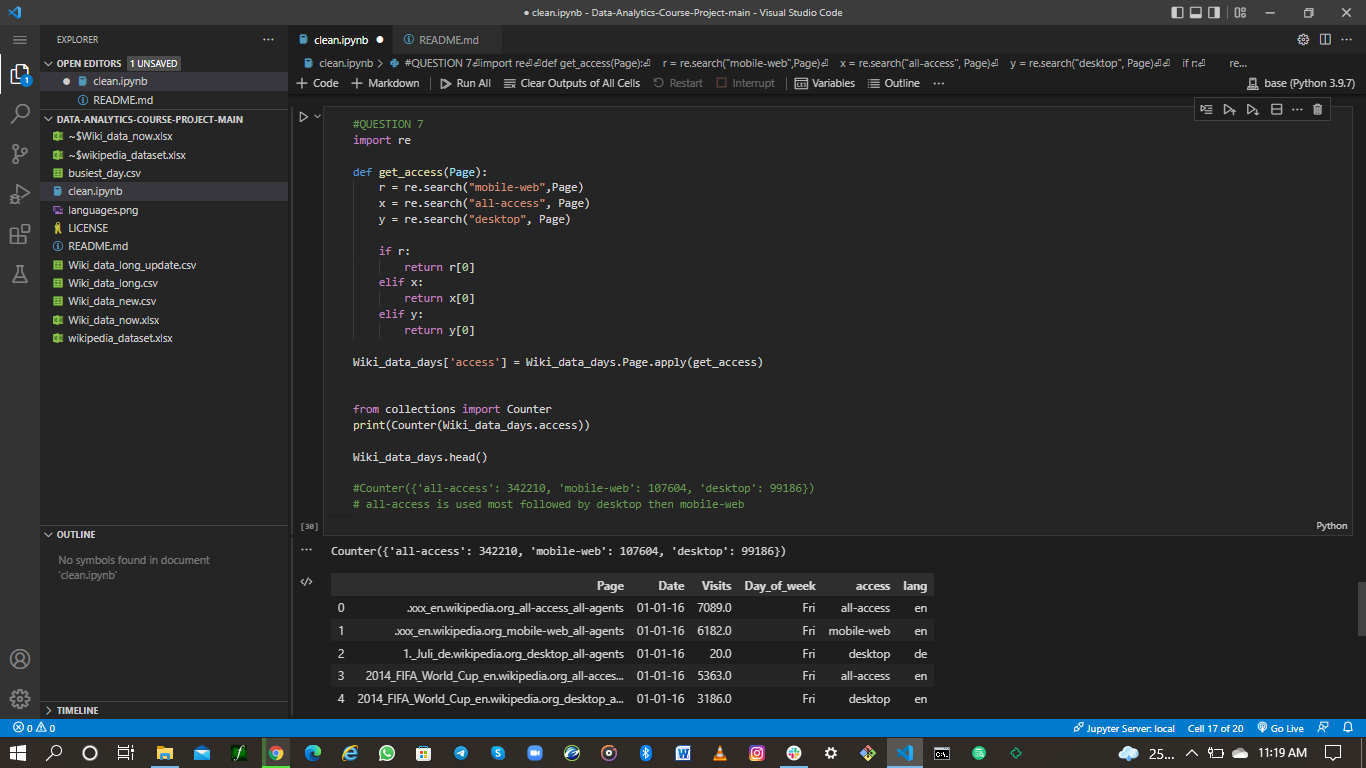 ● clean.ipynb - Data-Analytics-Course-Project-main - Visual Studio Code
EXPLORER
···
clean.ipynb ●
README.md
OPEN EDITORS 1 UNSAVED
● clean.ipynb
README.md
DATA-ANALYTICS-COURSE-PROJECT-MAIN
~$Wiki_data_now.xlsx
~$wikipedia_dataset.xlsx
busiest_day.csv
clean.ipynb
languages.png
LICENSE
README.md
Wiki_data_long_update.csv
Wiki_data_long.csv
Wiki_data_new.csv
Wiki_data_now.xlsx
wikipedia_dataset.xlsx
OUTLINE
No symbols found in document
'clean.ipynb'
TIMELINE
clean.ipynb > #QUESTION 7⏎import re⏎⏎def get_access(Page):⏎ r = re.search("mobile-web",Page)⏎ x = re.search("all-access", Page)⏎ y = re.search("desktop", Page)⏎⏎ if r:⏎ re...
+ Code + Markdown Run All Clear Outputs of All Cells Restart Interrupt Variables Outline ··· base (Python 3.9.7)
#QUESTION 7
import re
def get_access(Page):
r = re.search("mobile-web",Page)
x = re.search("all-access", Page)
y = re.search("desktop", Page)
if r:
return r[0]
elif x:
return x[0]
elif y:
return y[0]
Wiki_data_days['access'] = Wiki_data_days.Page.apply(get_access)
from collections import Counter
print(Counter(Wiki_data_days.access))
Wiki_data_days.head()
#Counter({'all-access': 342210, 'mobile-web': 107604, 'desktop': 99186})
# all-access is used most followed by desktop then mobile-web
[30]
Python
Counter({'all-access': 342210, 'mobile-web': 107604, 'desktop': 99186})
Page Date Visits Day_of_week access lang
0 .xxx_en.wikipedia.org_all-access_all-agents 01-01-16 7089.0 Fri all-access en
1 .xxx_en.wikipedia.org_mobile-web_all-agents 01-01-16 6182.0 Fri mobile-web en
2 1._Juli_de.wikipedia.org_desktop_all-agents 01-01-16 20.0 Fri desktop de
3 2014_FIFA_World_Cup_en.wikipedia.org_all-acces... 01-01-16 5363.0 Fri all-access en
4 2014_FIFA_World_Cup_en.wikipedia.org_desktop_a... 01-01-16 3186.0 Fri desktop en
0 0
Jupyter Server: local Cell 17 of 20 Go Live
25... 11:19 AM